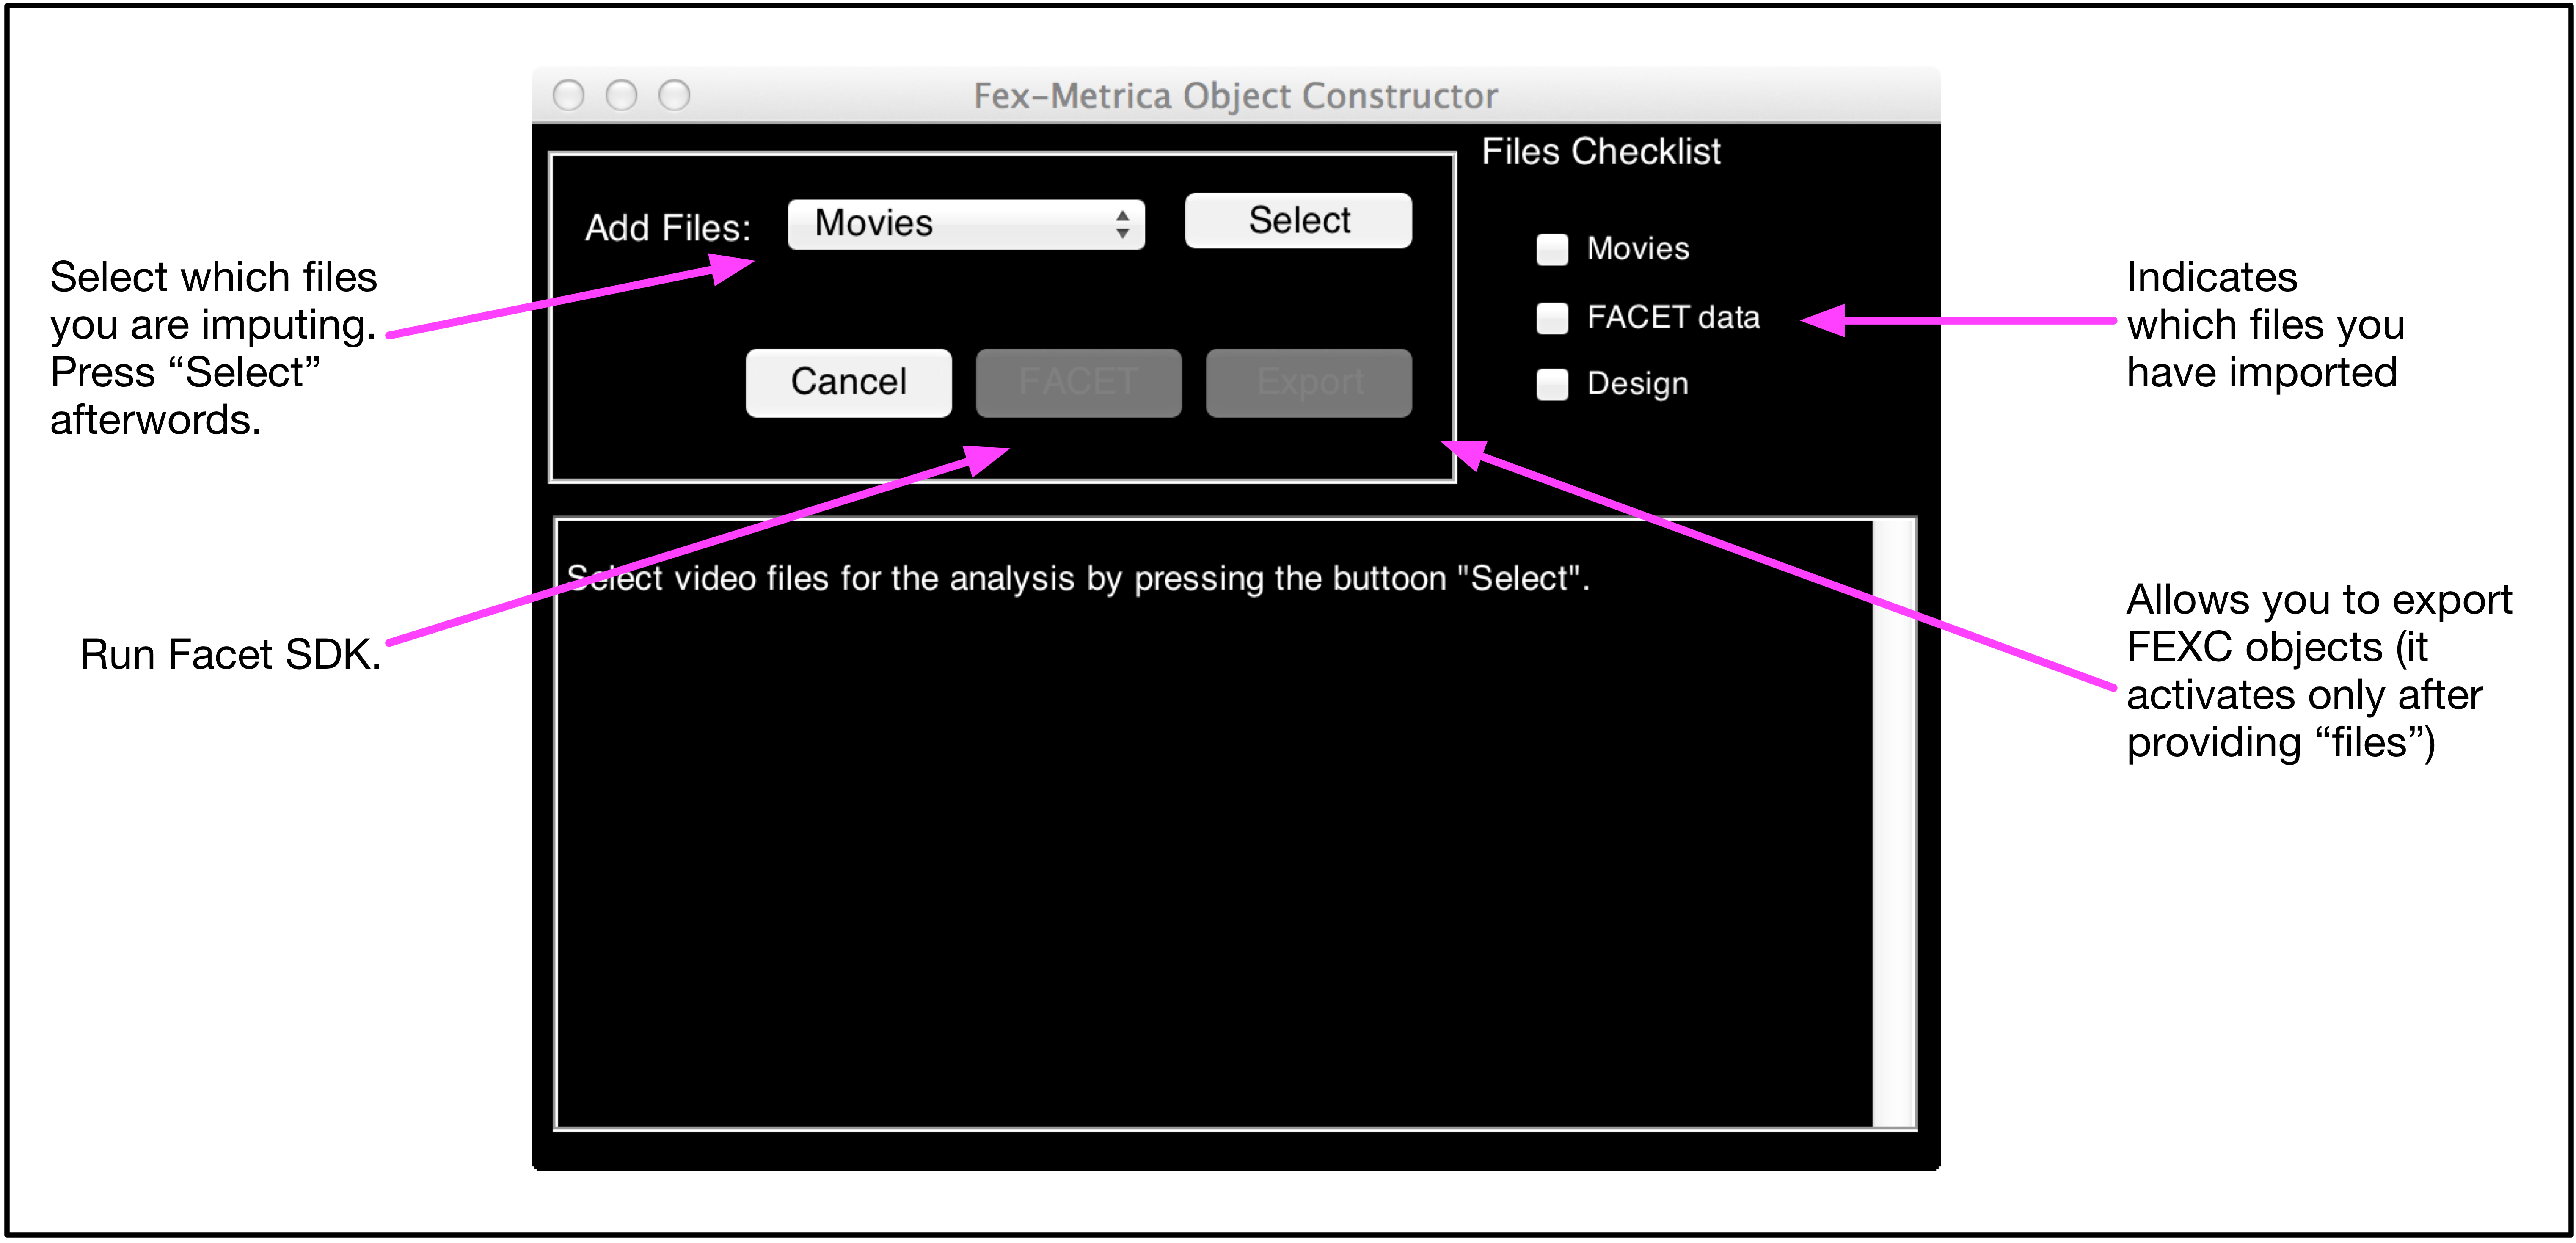 Fex-Metrica Object Constructor
Files Checklist
Add Files:
Movies
Select
Movies
FACET data
Design
Cancel
FACET
Export
Select video files for the analysis by pressing the buttoon "Select".
Select which files
you are imputing.
Press “Select”
afterwords.
Run Facet SDK.
Indicates
which files you
have imported
Allows you to export
FEXC objects (it
activates only after
providing “files”)